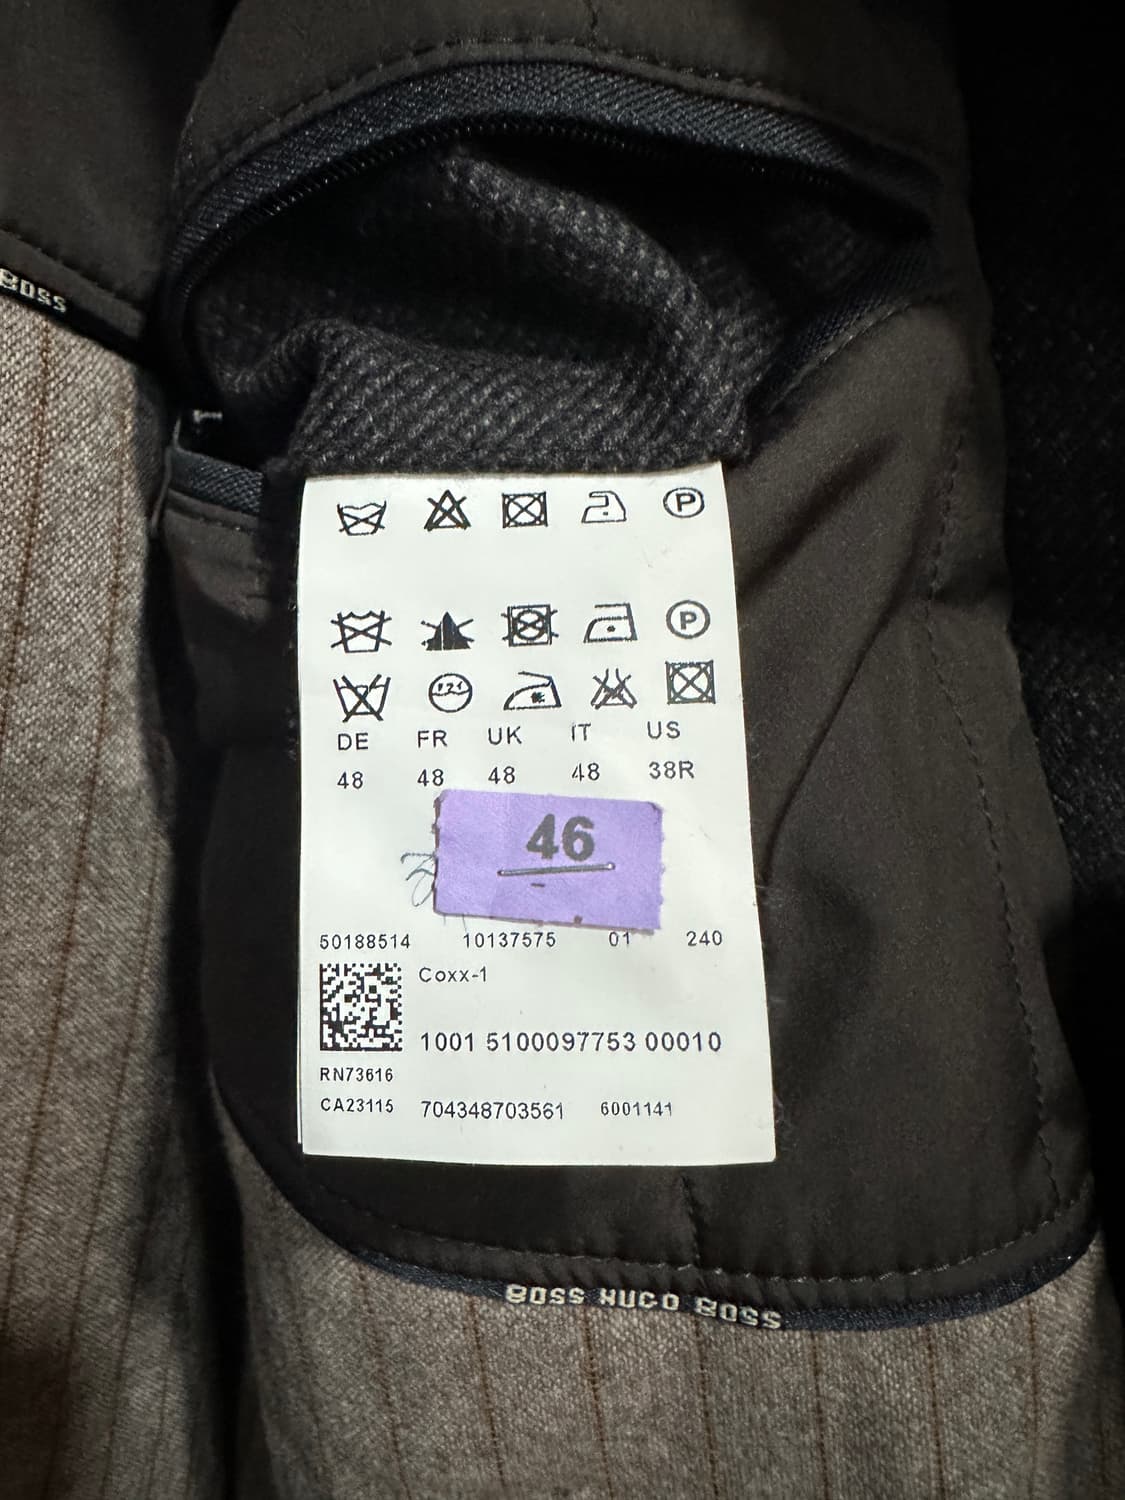 BOSS
P
P
DE FR UK IT US
48 48 48 48 38R
46
50188514 10137575 01 240
Coxx-1
1001 5100097753 00010
RN73616
CA23115 704348703561 6001141
BOSS HUGO BOSS